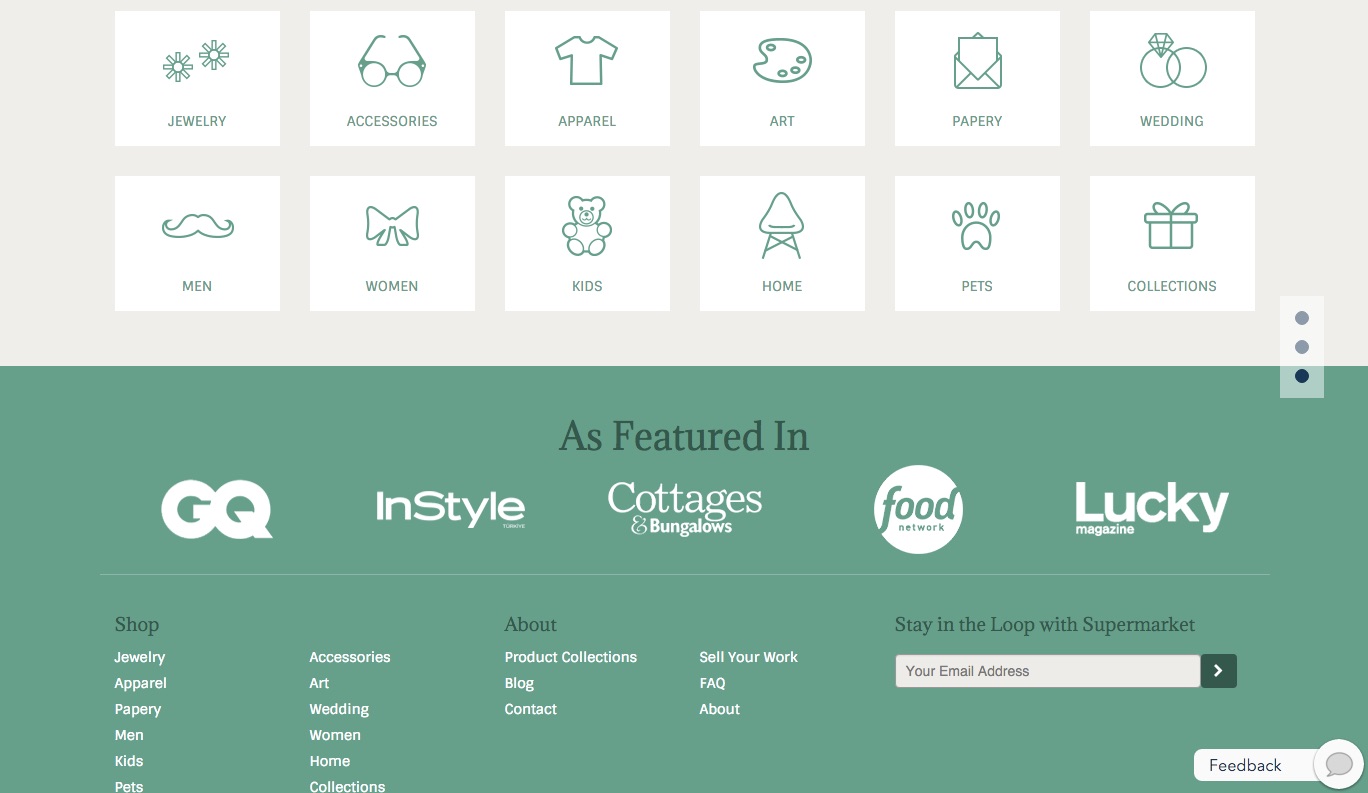 JEWELRY
ACCESSORIES
APPAREL
ART
PAPERY
WEDDING
MEN
WOMEN
KIDS
HOME
PETS
COLLECTIONS
As Featured In
GQ
InStyle
TÜRKİYE
Cottages
& Bungalows
food
network
Lucky
magazine
Shop
Jewelry
Apparel
Papery
Men
Kids
Pets
Accessories
Art
Wedding
Women
Home
Collections
About
Product Collections
Blog
Contact
Sell Your Work
FAQ
About
Stay in the Loop with Supermarket
Your Email Address
Feedback